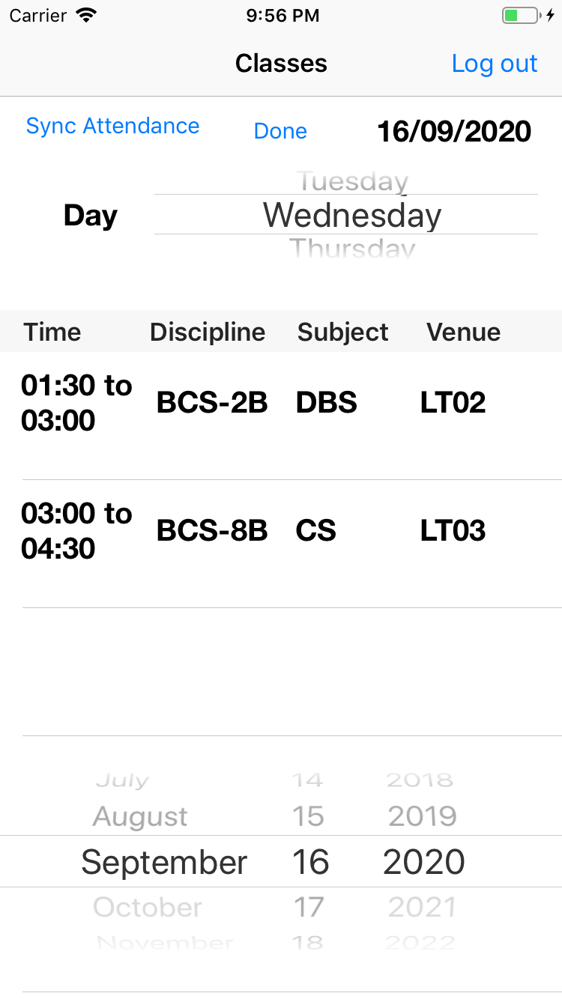 Carrier 9:56 PM
Classes Log out
Sync Attendance Done 16/09/2020
Tuesday
Day Wednesday
Thursday
Time Discipline Subject Venue
01:30 to
03:00 BCS-2B DBS LT02
03:00 to
04:30 BCS-8B CS LT03
July 14 2018
August 15 2019
September 16 2020
October 17 2021
November 18 2022